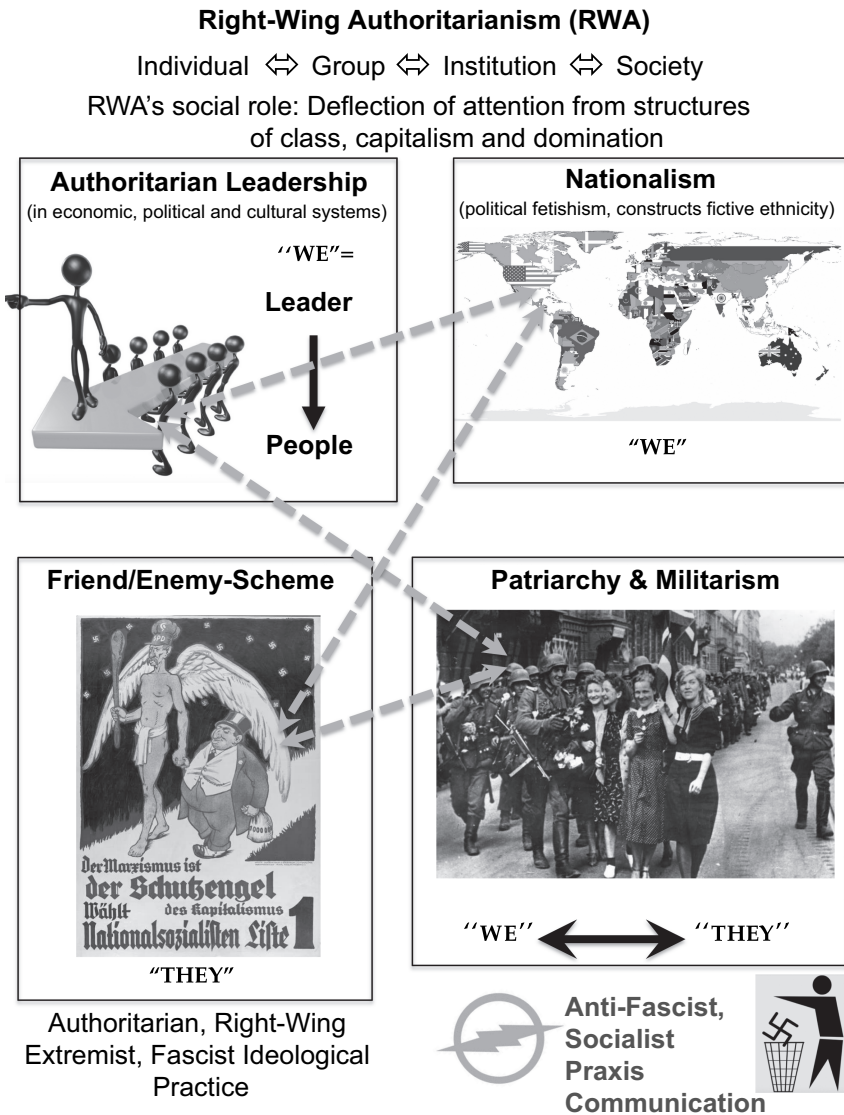 Right-Wing Authoritarianism (RWA)
Individual ⇔ Group ⇔ Institution ⇔ Society
RWA's social role: Deflection of attention from structures
of class, capitalism and domination
Authoritarian Leadership
(in economic, political and cultural systems)
‘‘WE”=
Leader
People
Nationalism
(political fetishism, constructs fictive ethnicity)
“WE”
Friend/Enemy-Scheme
SPD
Der Marxismus ist
der Schutzengel
Wählt des Kapitalismus
Nationalsozialisten Liste 1
“THEY”
Patriarchy & Militarism
‘‘WE’’ ‘‘THEY’’
Authoritarian, Right-Wing
Extremist, Fascist Ideological
Practice
Anti-Fascist,
Socialist
Praxis
Communication